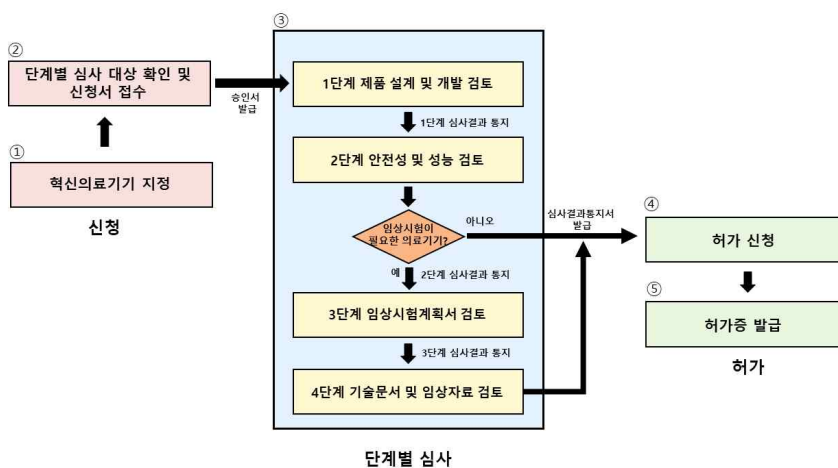 ②
단계별 심사 대상 확인 및
신청서 접수
①
혁신의료기기 지정
신청
승인서
발급
③
1단계 제품 설계 및 개발 검토
1단계 심사결과 통지
2단계 안전성 및 성능 검토
임상시험이
필요한 의료기기?
아니오
예
2단계 심사결과 통지
3단계 임상시험계획서 검토
3단계 심사결과 통지
4단계 기술문서 및 임상자료 검토
단계별 심사
심사결과통지서
발급
④
허가 신청
⑤
허가증 발급
허가